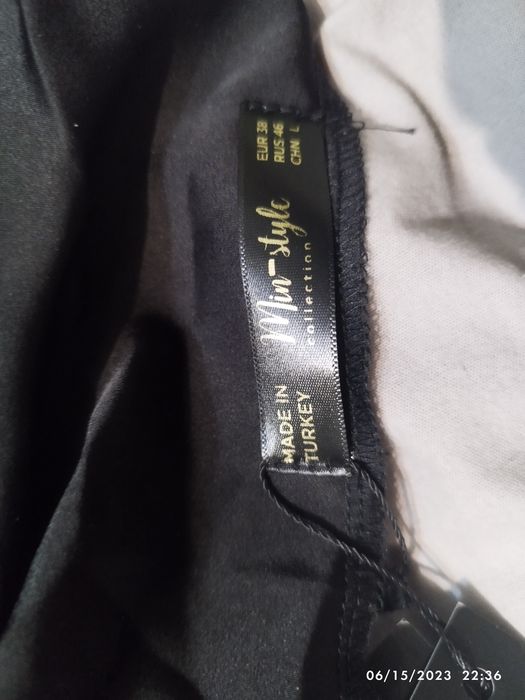 MADE IN
TURKEY
Min-style
collection
EUR 38
RUS 46
CHN L
06/15/2023 22:36